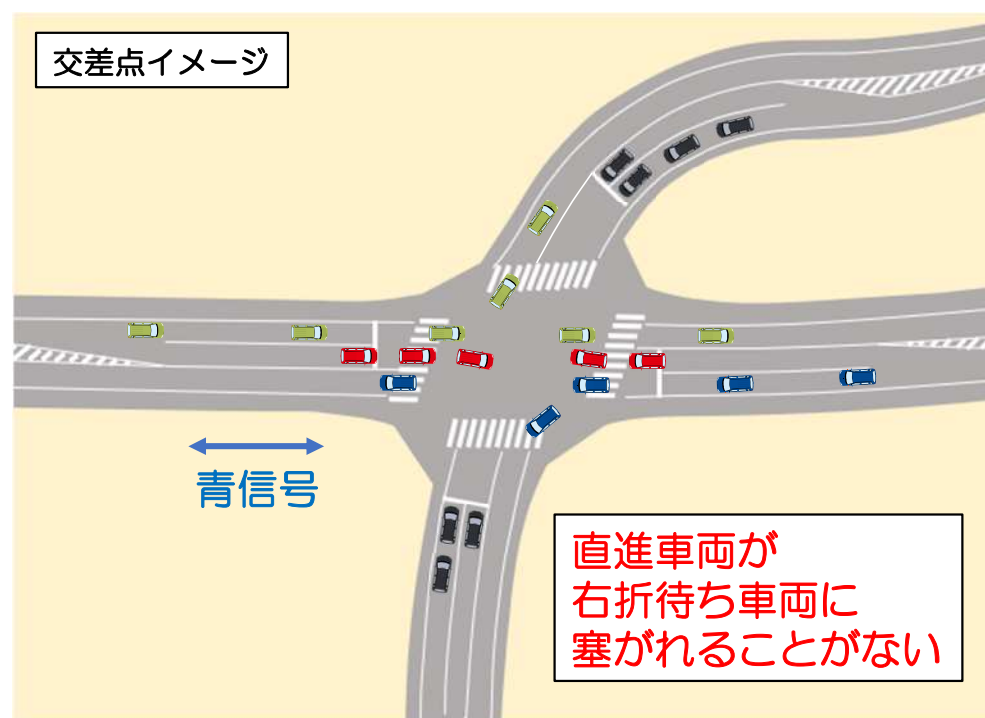 交差点イメージ
青信号
直進車両が
右折待ち車両に
塞がれることがない